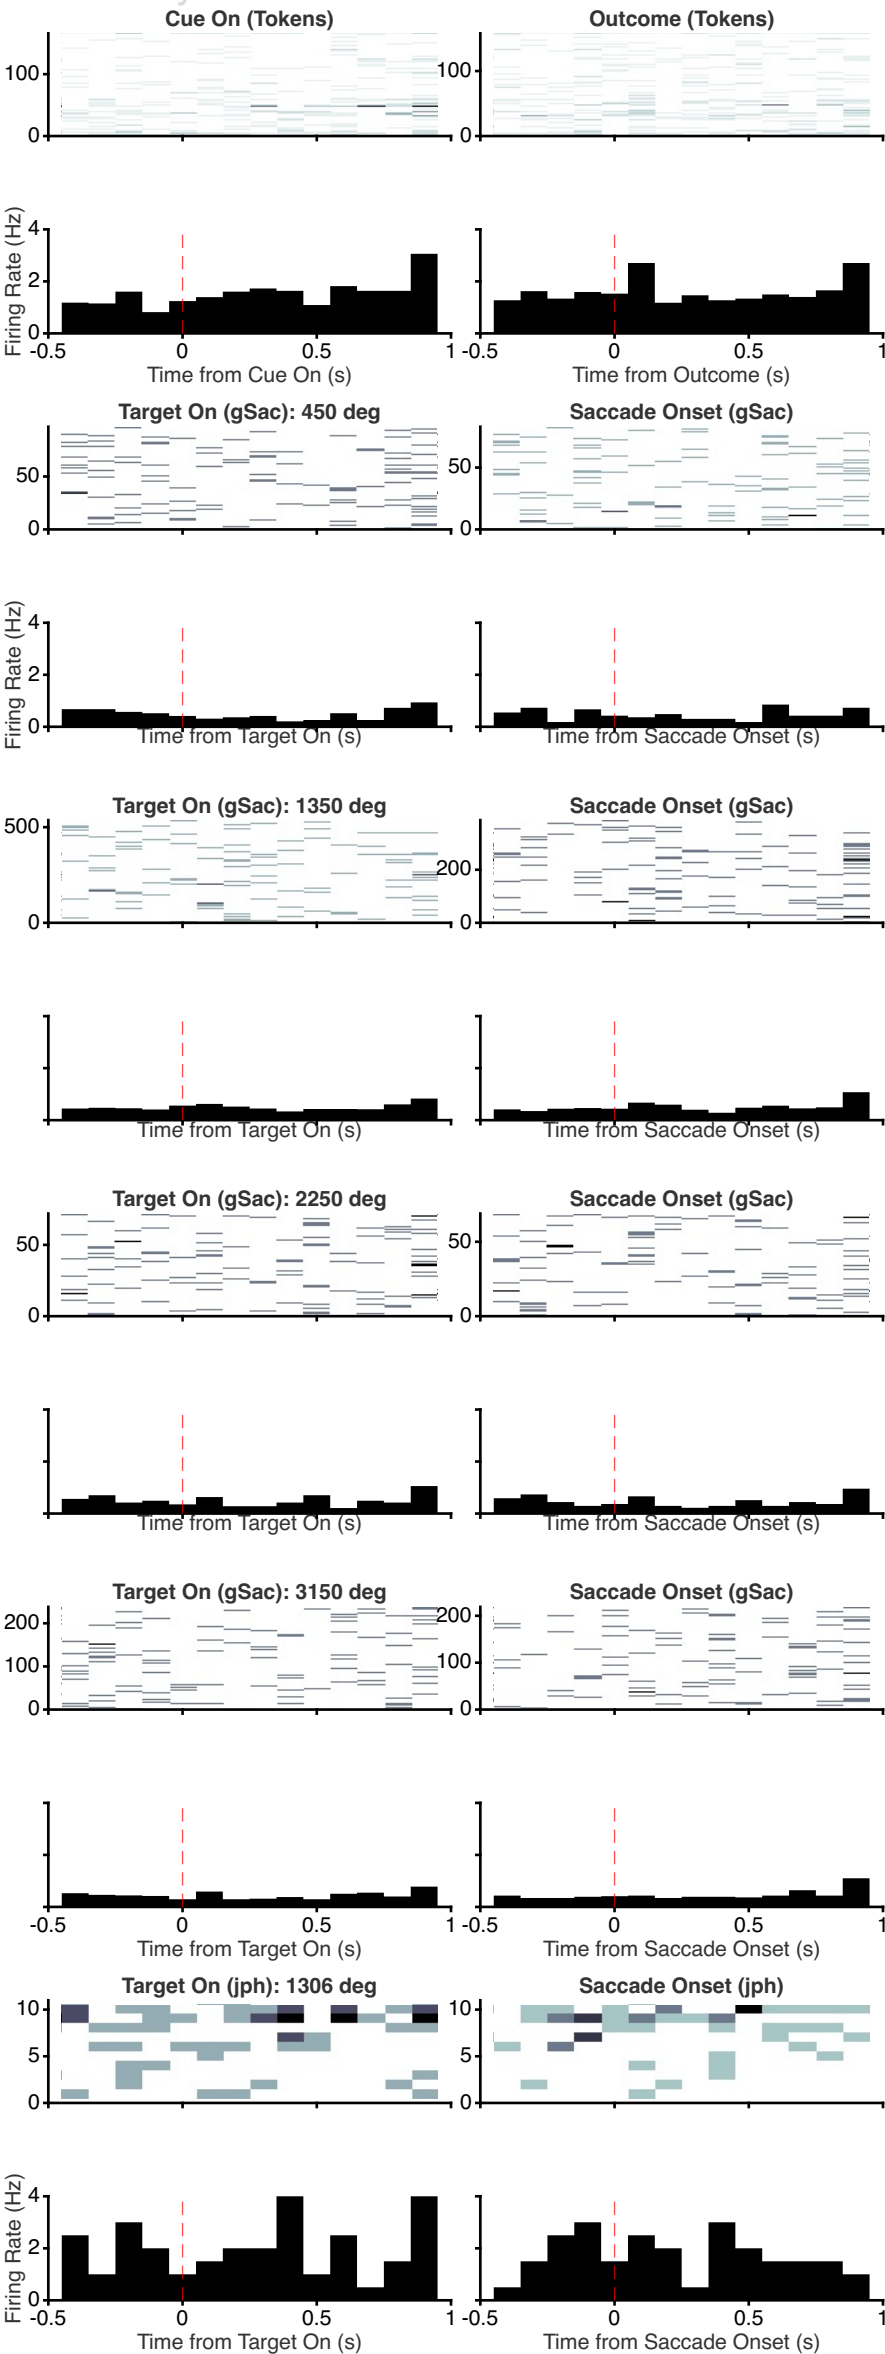 Cue On (Tokens) Outcome (Tokens)
100 100
0 0
Firing Rate (Hz)
4
2
0
-0.5 0 0.5 1 -0.5 0 0.5 1
Time from Cue On (s) Time from Outcome (s)
Target On (gSac): 450 deg Saccade Onset (gSac)
50 50
0 0
Firing Rate (Hz)
4
2
0
Time from Target On (s) Time from Saccade Onset (s)
Target On (gSac): 1350 deg Saccade Onset (gSac)
500 200
0 0
Time from Target On (s) Time from Saccade Onset (s)
Target On (gSac): 2250 deg Saccade Onset (gSac)
50 50
0 0
Time from Target On (s) Time from Saccade Onset (s)
Target On (gSac): 3150 deg Saccade Onset (gSac)
200 200
100 100
0 0
-0.5 0 0.5 1 -0.5 0 0.5 1
Time from Target On (s) Time from Saccade Onset (s)
Target On (jph): 1306 deg Saccade Onset (jph)
10 10
5 5
0 0
Firing Rate (Hz)
4
2
0
-0.5 0 0.5 1 -0.5 0 0.5 1
Time from Target On (s) Time from Saccade Onset (s)